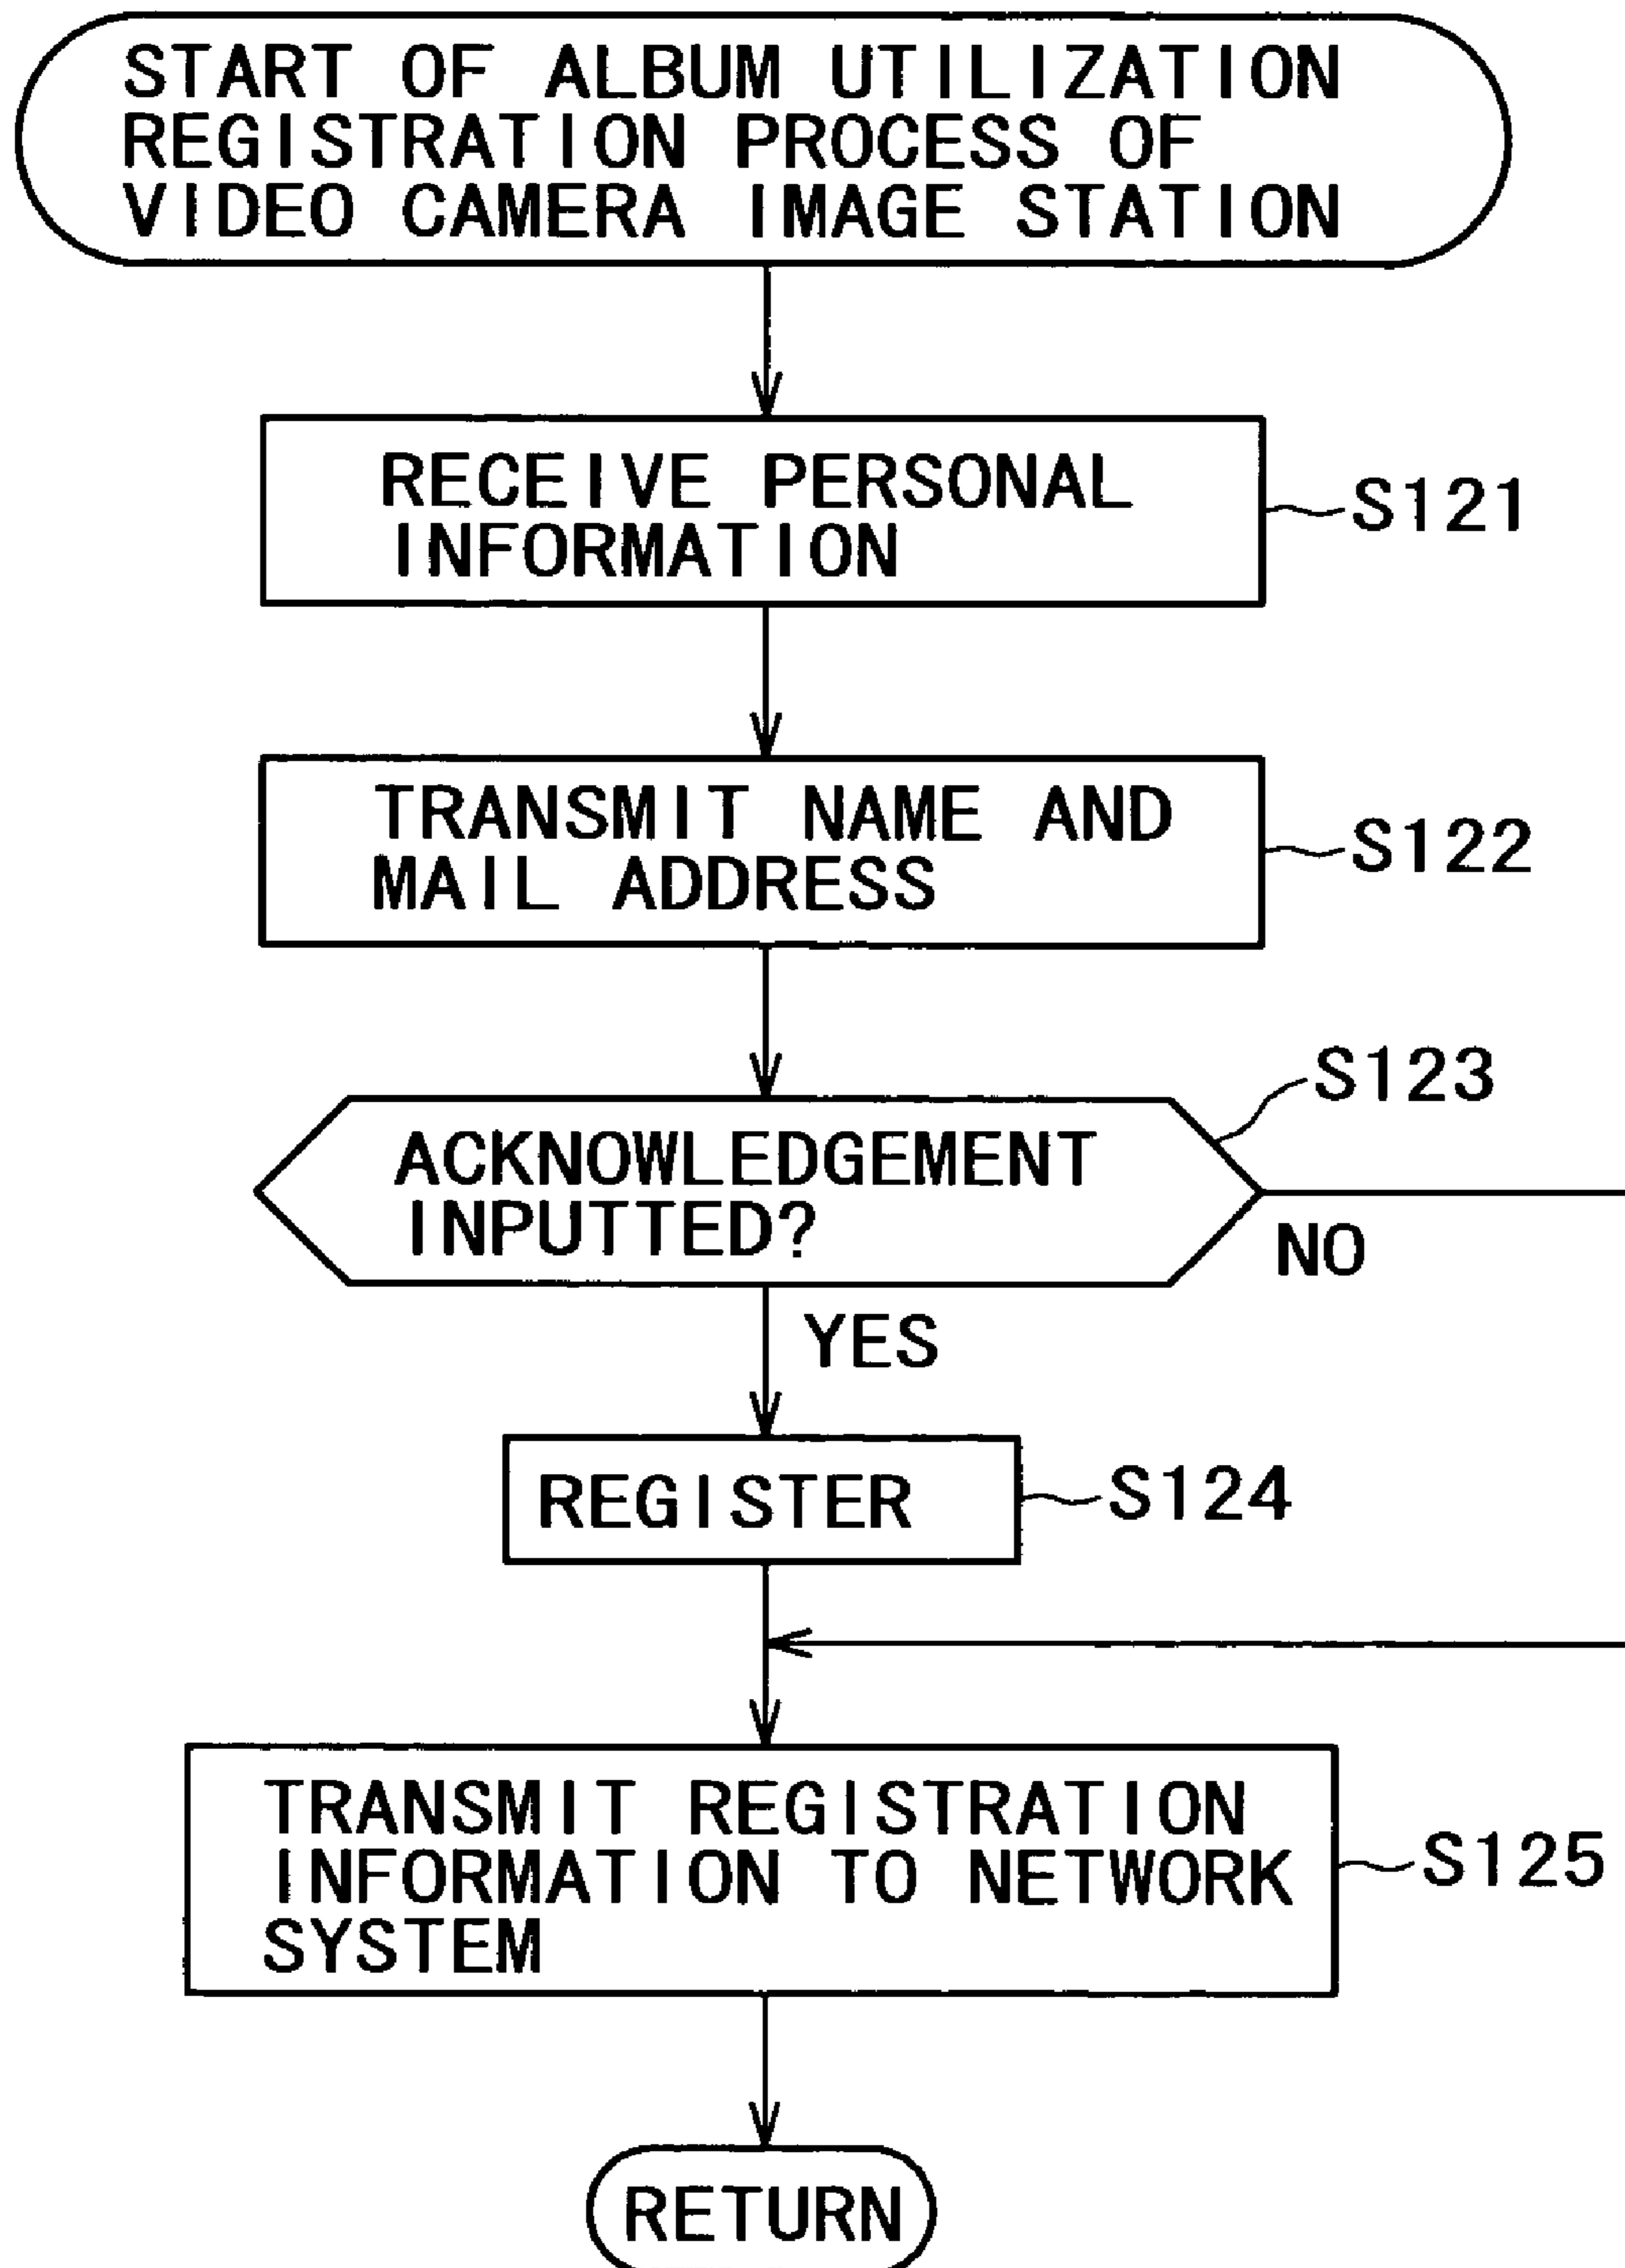 START OF ALBUM UTILIZATION
REGISTRATION PROCESS OF
VIDEO CAMERA IMAGE STATION
RECEIVE PERSONAL
INFORMATION
S121
TRANSMIT NAME AND
MAIL ADDRESS
S122
S123
ACKNOWLEDGEMENT
INPUTTED?
NO
YES
REGISTER
S124
TRANSMIT REGISTRATION
INFORMATION TO NETWORK
SYSTEM
S125
RETURN